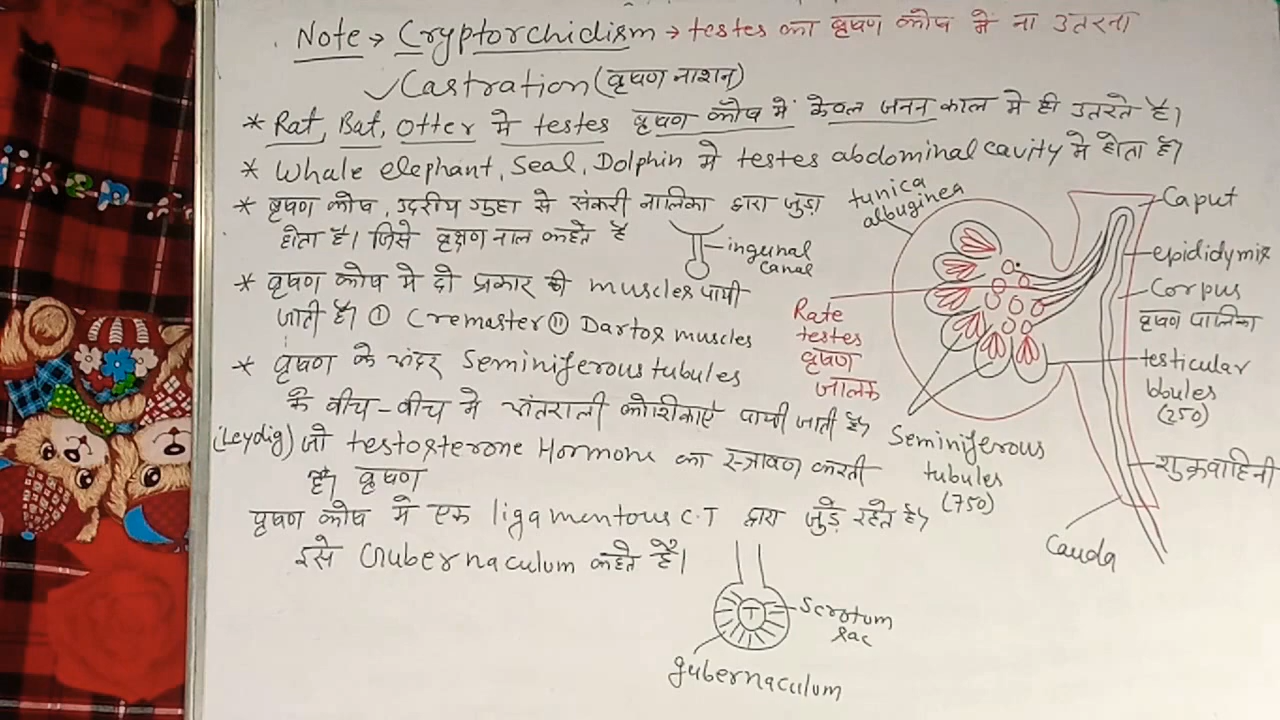 Note → Cryptorchidism → testes का वृषण कोष में ना उतरना
✓Castration (वृषण नाशन)
* Rat, Bat, Otter मे testes वृषण कोष में केवल जनन काल मे ही उतरते है।
* Whale elephant, Seal, Dolphin मे testes abdominal cavity मे होता है।
* वृषण कोष, उदरीय गुहा से संकरी नालिका द्वारा जुड़ा
होता है। जिसे वृक्षण नाल कहते है
ingunal
canal
* वृषण कोष मे दो प्रकार की muscles पायी
जाती है। ① Cremaster ⑪ Dartos muscles
* वृषण के अंदर Seminiferous tubules
के बीच-बीच मे अंतराली कोशिकाएं पायी जाती है।
(Leydig) जो testosterone Hormone का स्त्रावण करती
है। वृषण
वृषण कोष मे एक ligamentous C.T द्वारा जुड़े रहते है।
इसे Gubernaculum कहते है।
tunica
albuginea
Caput
epididymis
Corpus
वृषण पालिका
testicular
lobules
(250)
शुक्रवाहिनी
Cauda
Rate
testes
वृषण
जालक
Seminiferous
tubules
(750)
T
Scrotum
sac
gubernaculum